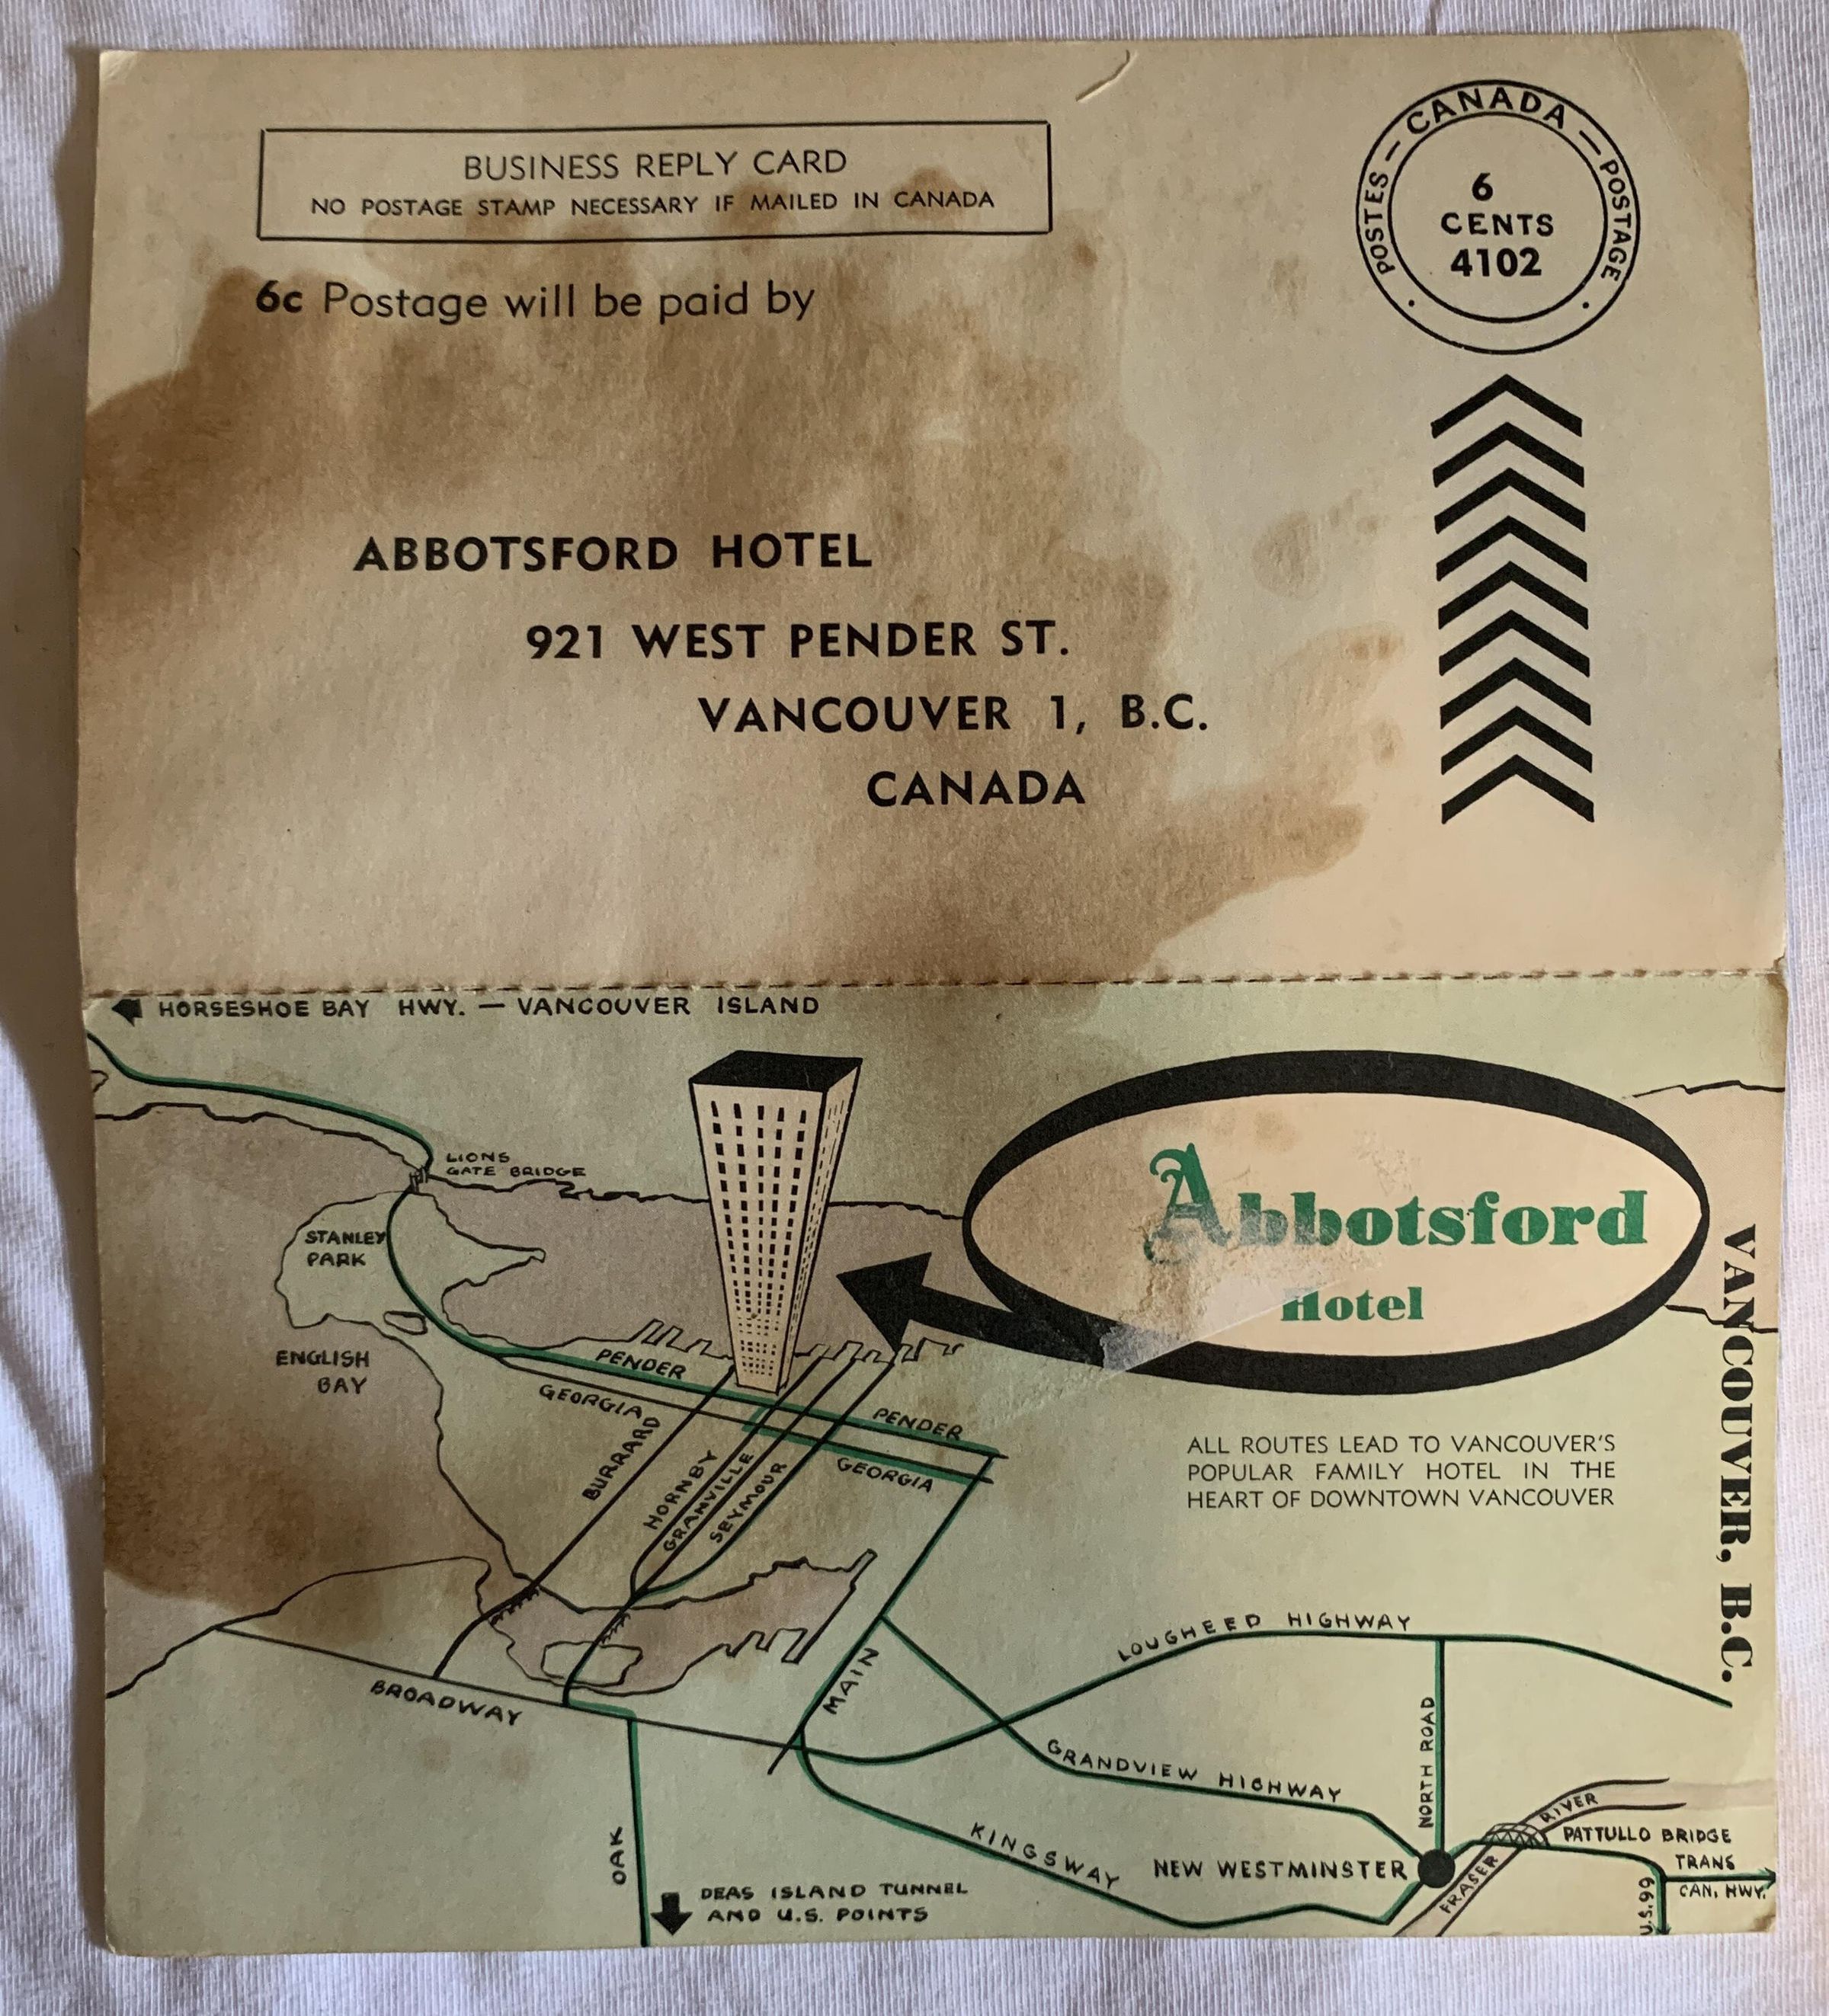 BUSINESS REPLY CARD
NO POSTAGE STAMP NECESSARY IF MAILED IN CANADA
POSTES — CANADA — POSTAGE
6
CENTS
4102
6c Postage will be paid by
ABBOTSFORD HOTEL
921 WEST PENDER ST.
VANCOUVER 1, B.C.
CANADA
HORSESHOE BAY HWY. — VANCOUVER ISLAND
LIONS
GATE BRIDGE
STANLEY
PARK
ENGLISH
BAY
Abbotsford
Hotel
VANCOUVER, B.C.
PENDER
GEORGIA
PENDER
GEORGIA
BURRARD
HORNBY
GRANVILLE
SEYMOUR
ALL ROUTES LEAD TO VANCOUVER'S
POPULAR FAMILY HOTEL IN THE
HEART OF DOWNTOWN VANCOUVER
BROADWAY
MAIN
LOUGHEED HIGHWAY
GRANDVIEW HIGHWAY
NORTH ROAD
KINGSWAY
NEW WESTMINSTER
FRASER RIVER
PATTULLO BRIDGE
TRANS
CAN. HWY.
U.S. 99
OAK
DEAS ISLAND TUNNEL
AND U.S. POINTS